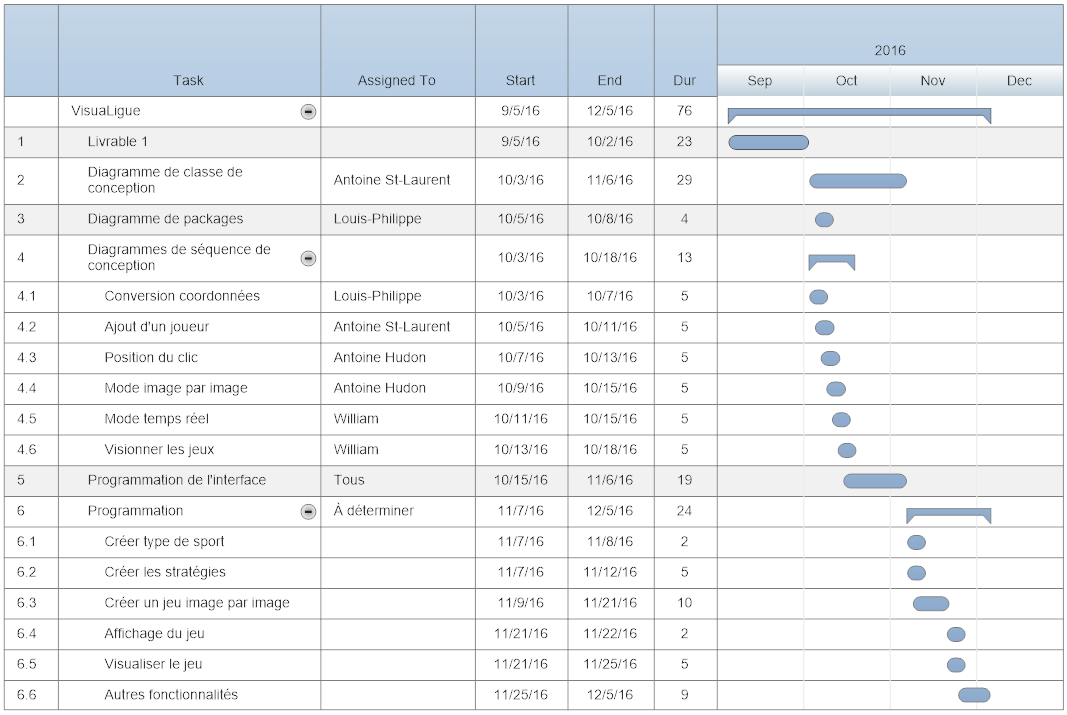 2016
Task Assigned To Start End Dur Sep Oct Nov Dec
VisuaLigue 9/5/16 12/5/16 76
1 Livrable 1 9/5/16 10/2/16 23
2 Diagramme de classe de
conception Antoine St-Laurent 10/3/16 11/6/16 29
3 Diagramme de packages Louis-Philippe 10/5/16 10/8/16 4
4 Diagrammes de séquence de
conception 10/3/16 10/18/16 13
4.1 Conversion coordonnées Louis-Philippe 10/3/16 10/7/16 5
4.2 Ajout d'un joueur Antoine St-Laurent 10/5/16 10/11/16 5
4.3 Position du clic Antoine Hudon 10/7/16 10/13/16 5
4.4 Mode image par image Antoine Hudon 10/9/16 10/15/16 5
4.5 Mode temps réel William 10/11/16 10/15/16 5
4.6 Visionner les jeux William 10/13/16 10/18/16 5
5 Programmation de l'interface Tous 10/15/16 11/6/16 19
6 Programmation À déterminer 11/7/16 12/5/16 24
6.1 Créer type de sport 11/7/16 11/8/16 2
6.2 Créer les stratégies 11/7/16 11/12/16 5
6.3 Créer un jeu image par image 11/9/16 11/21/16 10
6.4 Affichage du jeu 11/21/16 11/22/16 2
6.5 Visualiser le jeu 11/21/16 11/25/16 5
6.6 Autres fonctionnalités 11/25/16 12/5/16 9